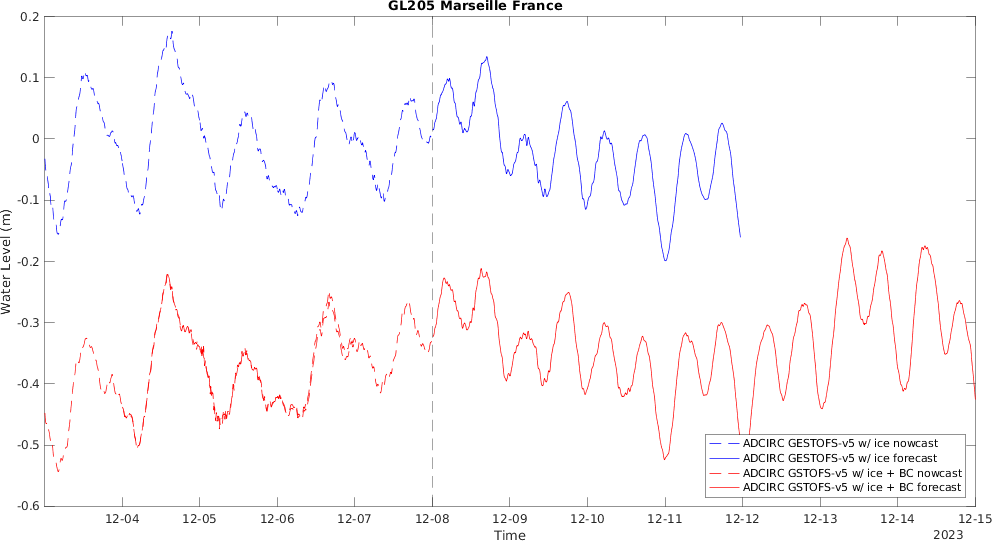 GL205 Marseille France
0.2
0.1
0
-0.1
-0.2
-0.3
-0.4
-0.5
-0.6
Water Level (m)
ADCIRC GESTOFS-v5 w/ ice nowcast
ADCIRC GESTOFS-v5 w/ ice forecast
ADCIRC GSTOFS-v5 w/ ice + BC nowcast
ADCIRC GSTOFS-v5 w/ ice + BC forecast
12-04 12-05 12-06 12-07 12-08 12-09 12-10 12-11 12-12 12-13 12-14 12-15
Time
2023